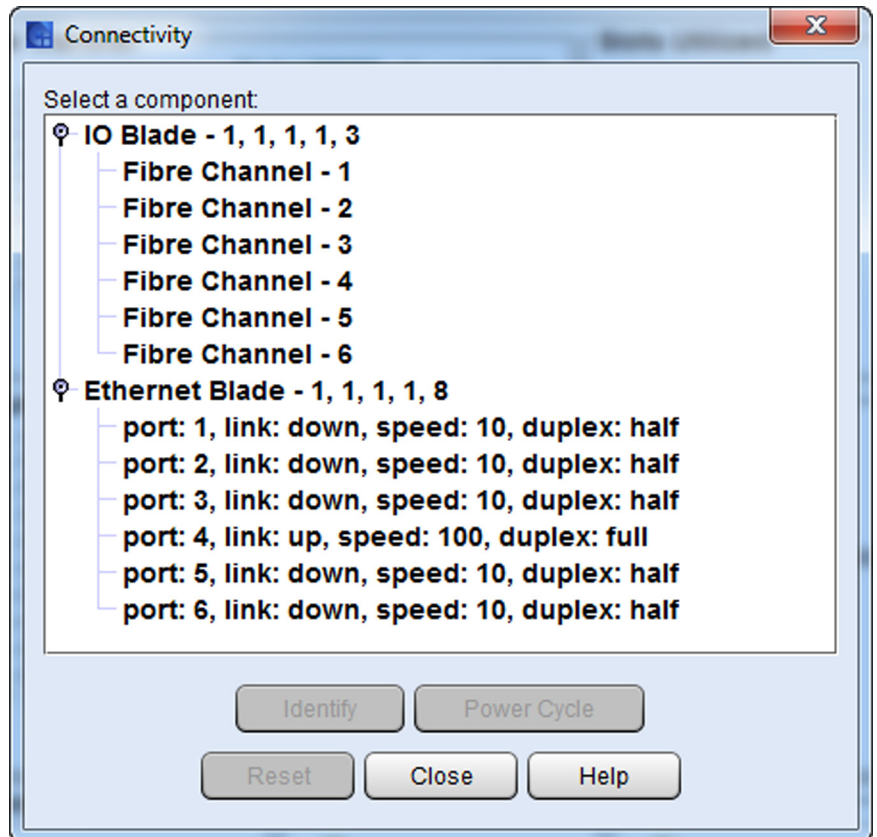 Connectivity
Select a component:
IO Blade - 1, 1, 1, 1, 3
Fibre Channel - 1
Fibre Channel - 2
Fibre Channel - 3
Fibre Channel - 4
Fibre Channel - 5
Fibre Channel - 6
Ethernet Blade - 1, 1, 1, 1, 8
port: 1, link: down, speed: 10, duplex: half
port: 2, link: down, speed: 10, duplex: half
port: 3, link: down, speed: 10, duplex: half
port: 4, link: up, speed: 100, duplex: full
port: 5, link: down, speed: 10, duplex: half
port: 6, link: down, speed: 10, duplex: half
Identify Power Cycle
Reset Close Help